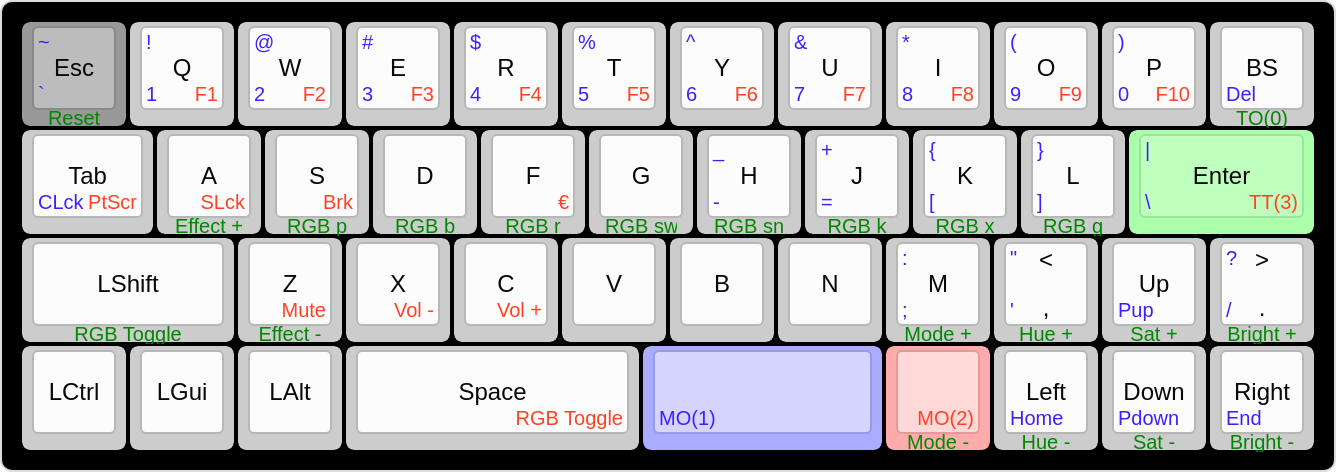 ~ ! @ # $ % ^ & * ( )
Esc Q W E R T Y U I O P BS
` 1 F1 2 F2 3 F3 4 F4 5 F5 6 F6 7 F7 8 F8 9 F9 0 F10 Del
Reset TO(0)
_ + { } |
Tab A S D F G H J K L Enter
CLck PtScr SLck Brk € - = [ ] \ TT(3)
Effect + RGB p RGB b RGB r RGB sw RGB sn RGB k RGB x RGB g
: " < ? >
LShift Z X C V B N M Up
Mute Vol - Vol + ; ' , Pup / .
RGB Toggle Effect - Mode + Hue + Sat + Bright +
LCtrl LGui LAlt Space Left Down Right
RGB Toggle MO(1) MO(2) Home Pdown End
Mode - Hue - Sat - Bright -